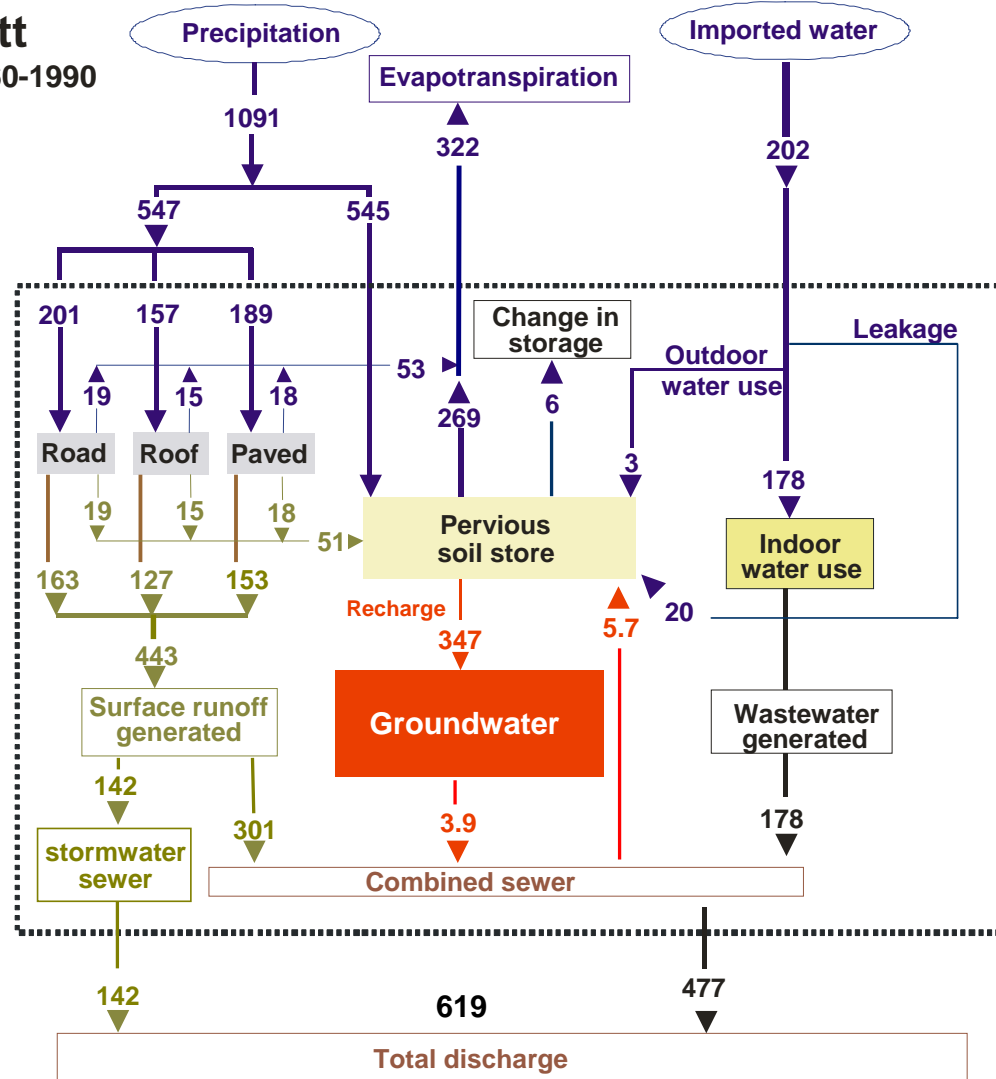 tt
0-1990
Precipitation
Imported water
Evapotranspiration
1091
322
202
547
545
201
157
189
Change in
storage
Leakage
Outdoor
water use
53
19
15
18
269
6
Road
Roof
Paved
3
178
19
15
18
51
Pervious
soil store
Indoor
water use
163
127
153
Recharge
347
5.7
20
443
Surface runoff
generated
Groundwater
Wastewater
generated
142
301
3.9
178
stormwater
sewer
Combined sewer
142
619
477
Total discharge